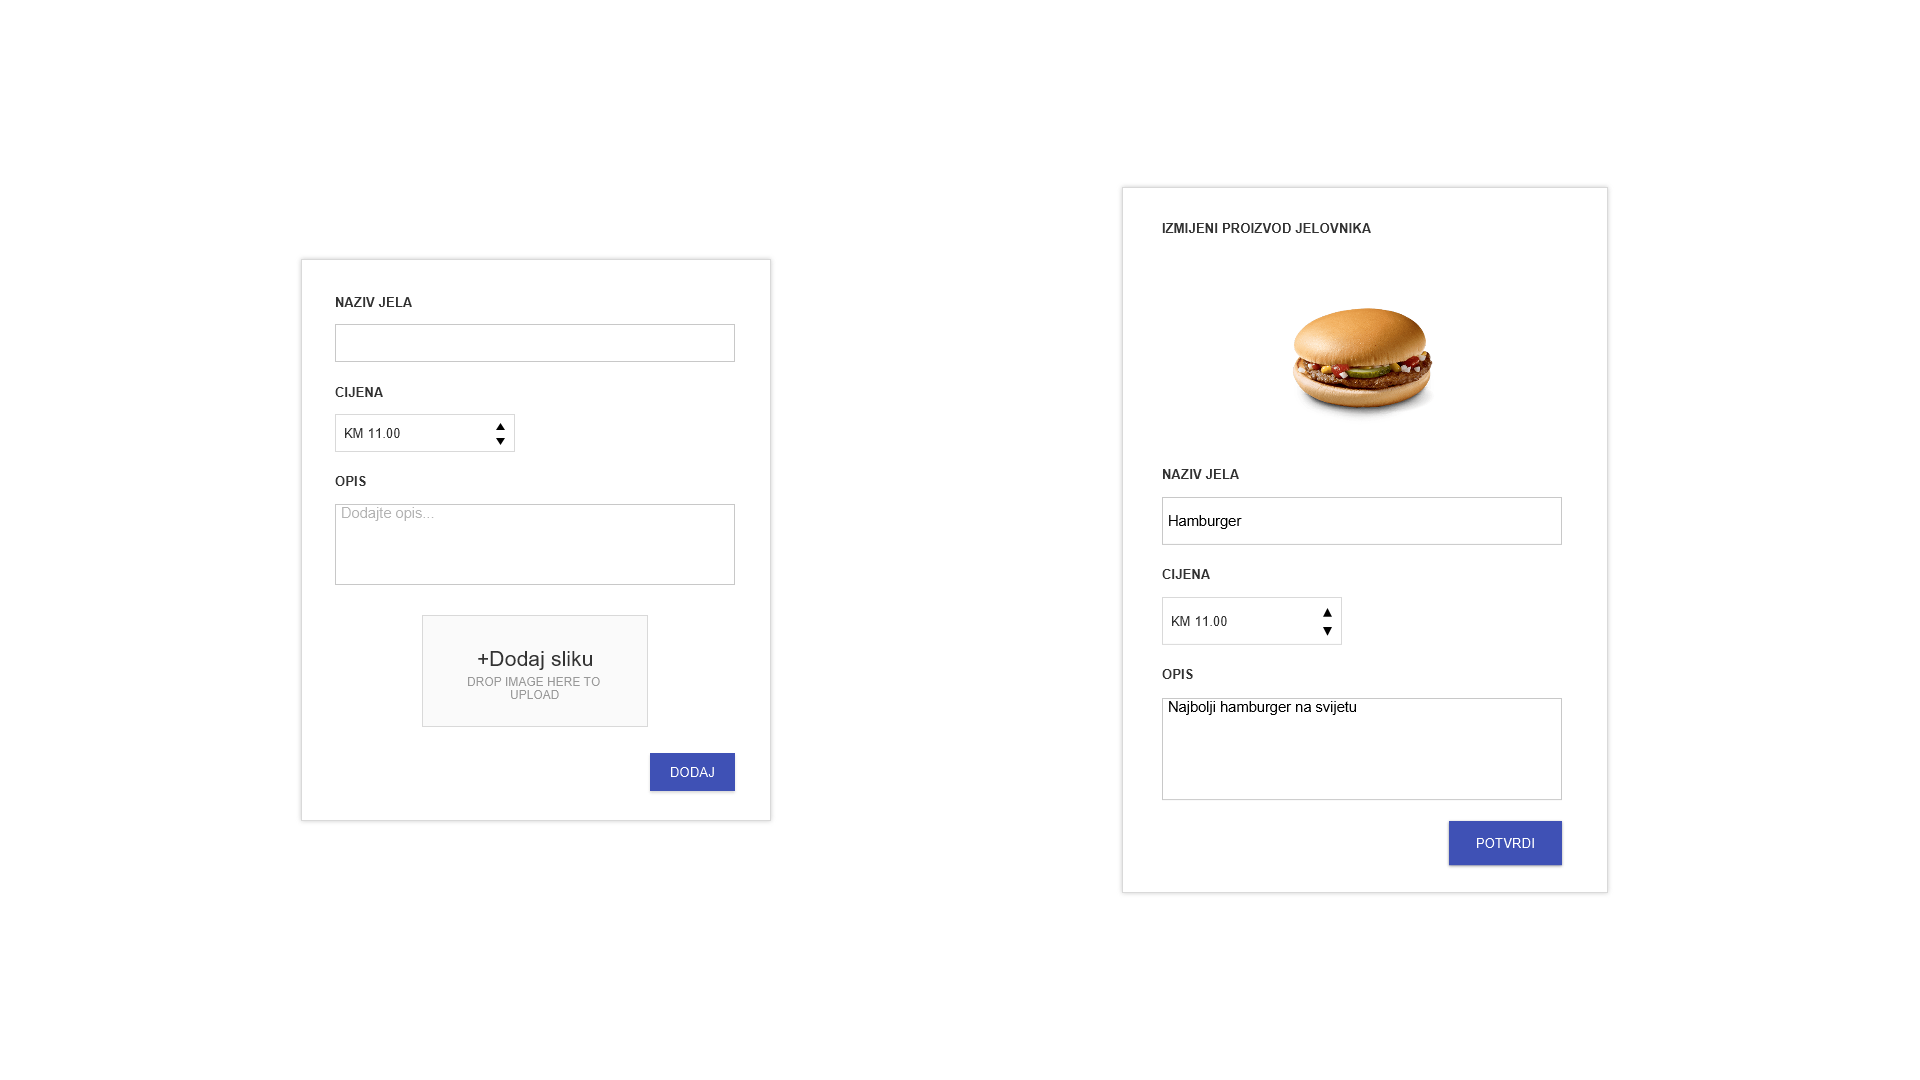 NAZIV JELA
CIJENA
KM 11.00
OPIS
Dodajte opis...
+Dodaj sliku
DROP IMAGE HERE TO
UPLOAD
DODAJ
IZMIJENI PROIZVOD JELOVNIKA
NAZIV JELA
Hamburger
CIJENA
KM 11.00
OPIS
Najbolji hamburger na svijetu
POTVRDI